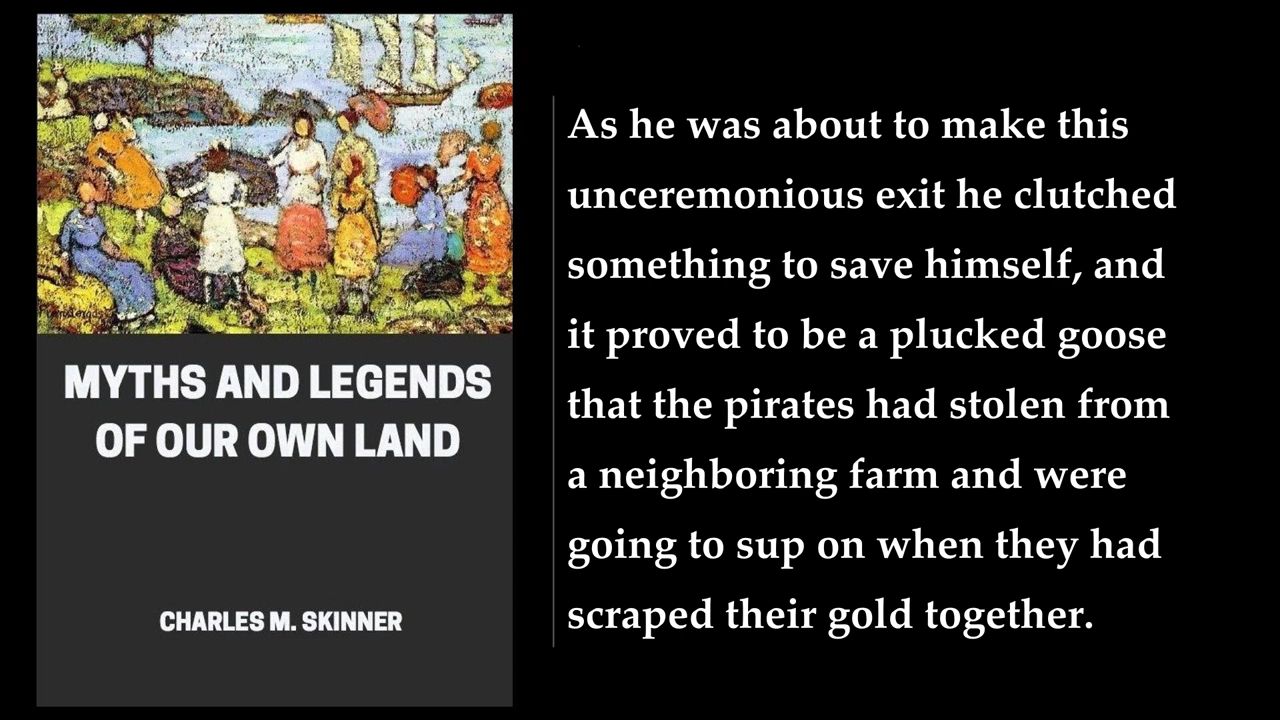 MYTHS AND LEGENDS
OF OUR OWN LAND
CHARLES M. SKINNER
As he was about to make this
unceremonious exit he clutched
something to save himself, and
it proved to be a plucked goose
that the pirates had stolen from
a neighboring farm and were
going to sup on when they had
scraped their gold together.